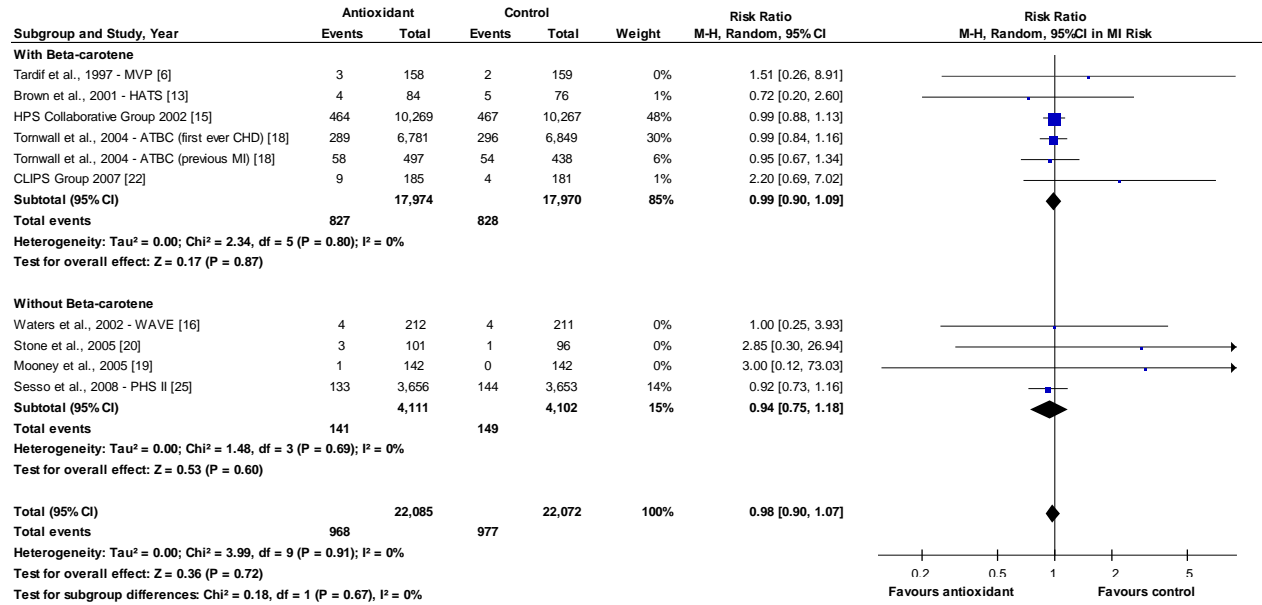 Antioxidant Control Risk Ratio Risk Ratio
Subgroup and Study, Year Events Total Events Total Weight M-H, Random, 95% CI M-H, Random, 95%CI in MI Risk
With Beta-carotene
Tardif et al., 1997 - MVP [6] 3 158 2 159 0% 1.51 [0.26, 8.91]
Brown et al., 2001 - HATS [13] 4 84 5 76 1% 0.72 [0.20, 2.60]
HPS Collaborative Group 2002 [15] 464 10,269 467 10,267 48% 0.99 [0.88, 1.13]
Tornwall et al., 2004 - ATBC (first ever CHD) [18] 289 6,781 296 6,849 30% 0.99 [0.84, 1.16]
Tornwall et al., 2004 - ATBC (previous MI) [18] 58 497 54 438 6% 0.95 [0.67, 1.34]
CLIPS Group 2007 [22] 9 185 4 181 1% 2.20 [0.69, 7.02]
Subtotal (95% CI) 17,974 17,970 85% 0.99 [0.90, 1.09]
Total events 827 828
Heterogeneity: Tau² = 0.00; Chi² = 2.34, df = 5 (P = 0.80); I² = 0%
Test for overall effect: Z = 0.17 (P = 0.87)
Without Beta-carotene
Waters et al., 2002 - WAVE [16] 4 212 4 211 0% 1.00 [0.25, 3.93]
Stone et al., 2005 [20] 3 101 1 96 0% 2.85 [0.30, 26.94]
Mooney et al., 2005 [19] 1 142 0 142 0% 3.00 [0.12, 73.03]
Sesso et al., 2008 - PHS II [25] 133 3,656 144 3,653 14% 0.92 [0.73, 1.16]
Subtotal (95% CI) 4,111 4,102 15% 0.94 [0.75, 1.18]
Total events 141 149
Heterogeneity: Tau² = 0.00; Chi² = 1.48, df = 3 (P = 0.69); I² = 0%
Test for overall effect: Z = 0.53 (P = 0.60)
Total (95% CI) 22,085 22,072 100% 0.98 [0.90, 1.07]
Total events 968 977
Heterogeneity: Tau² = 0.00; Chi² = 3.99, df = 9 (P = 0.91); I² = 0%
Test for overall effect: Z = 0.36 (P = 0.72)
Test for subgroup differences: Chi² = 0.18, df = 1 (P = 0.67), I² = 0%
0.2 0.5 1 2 5
Favours antioxidant Favours control